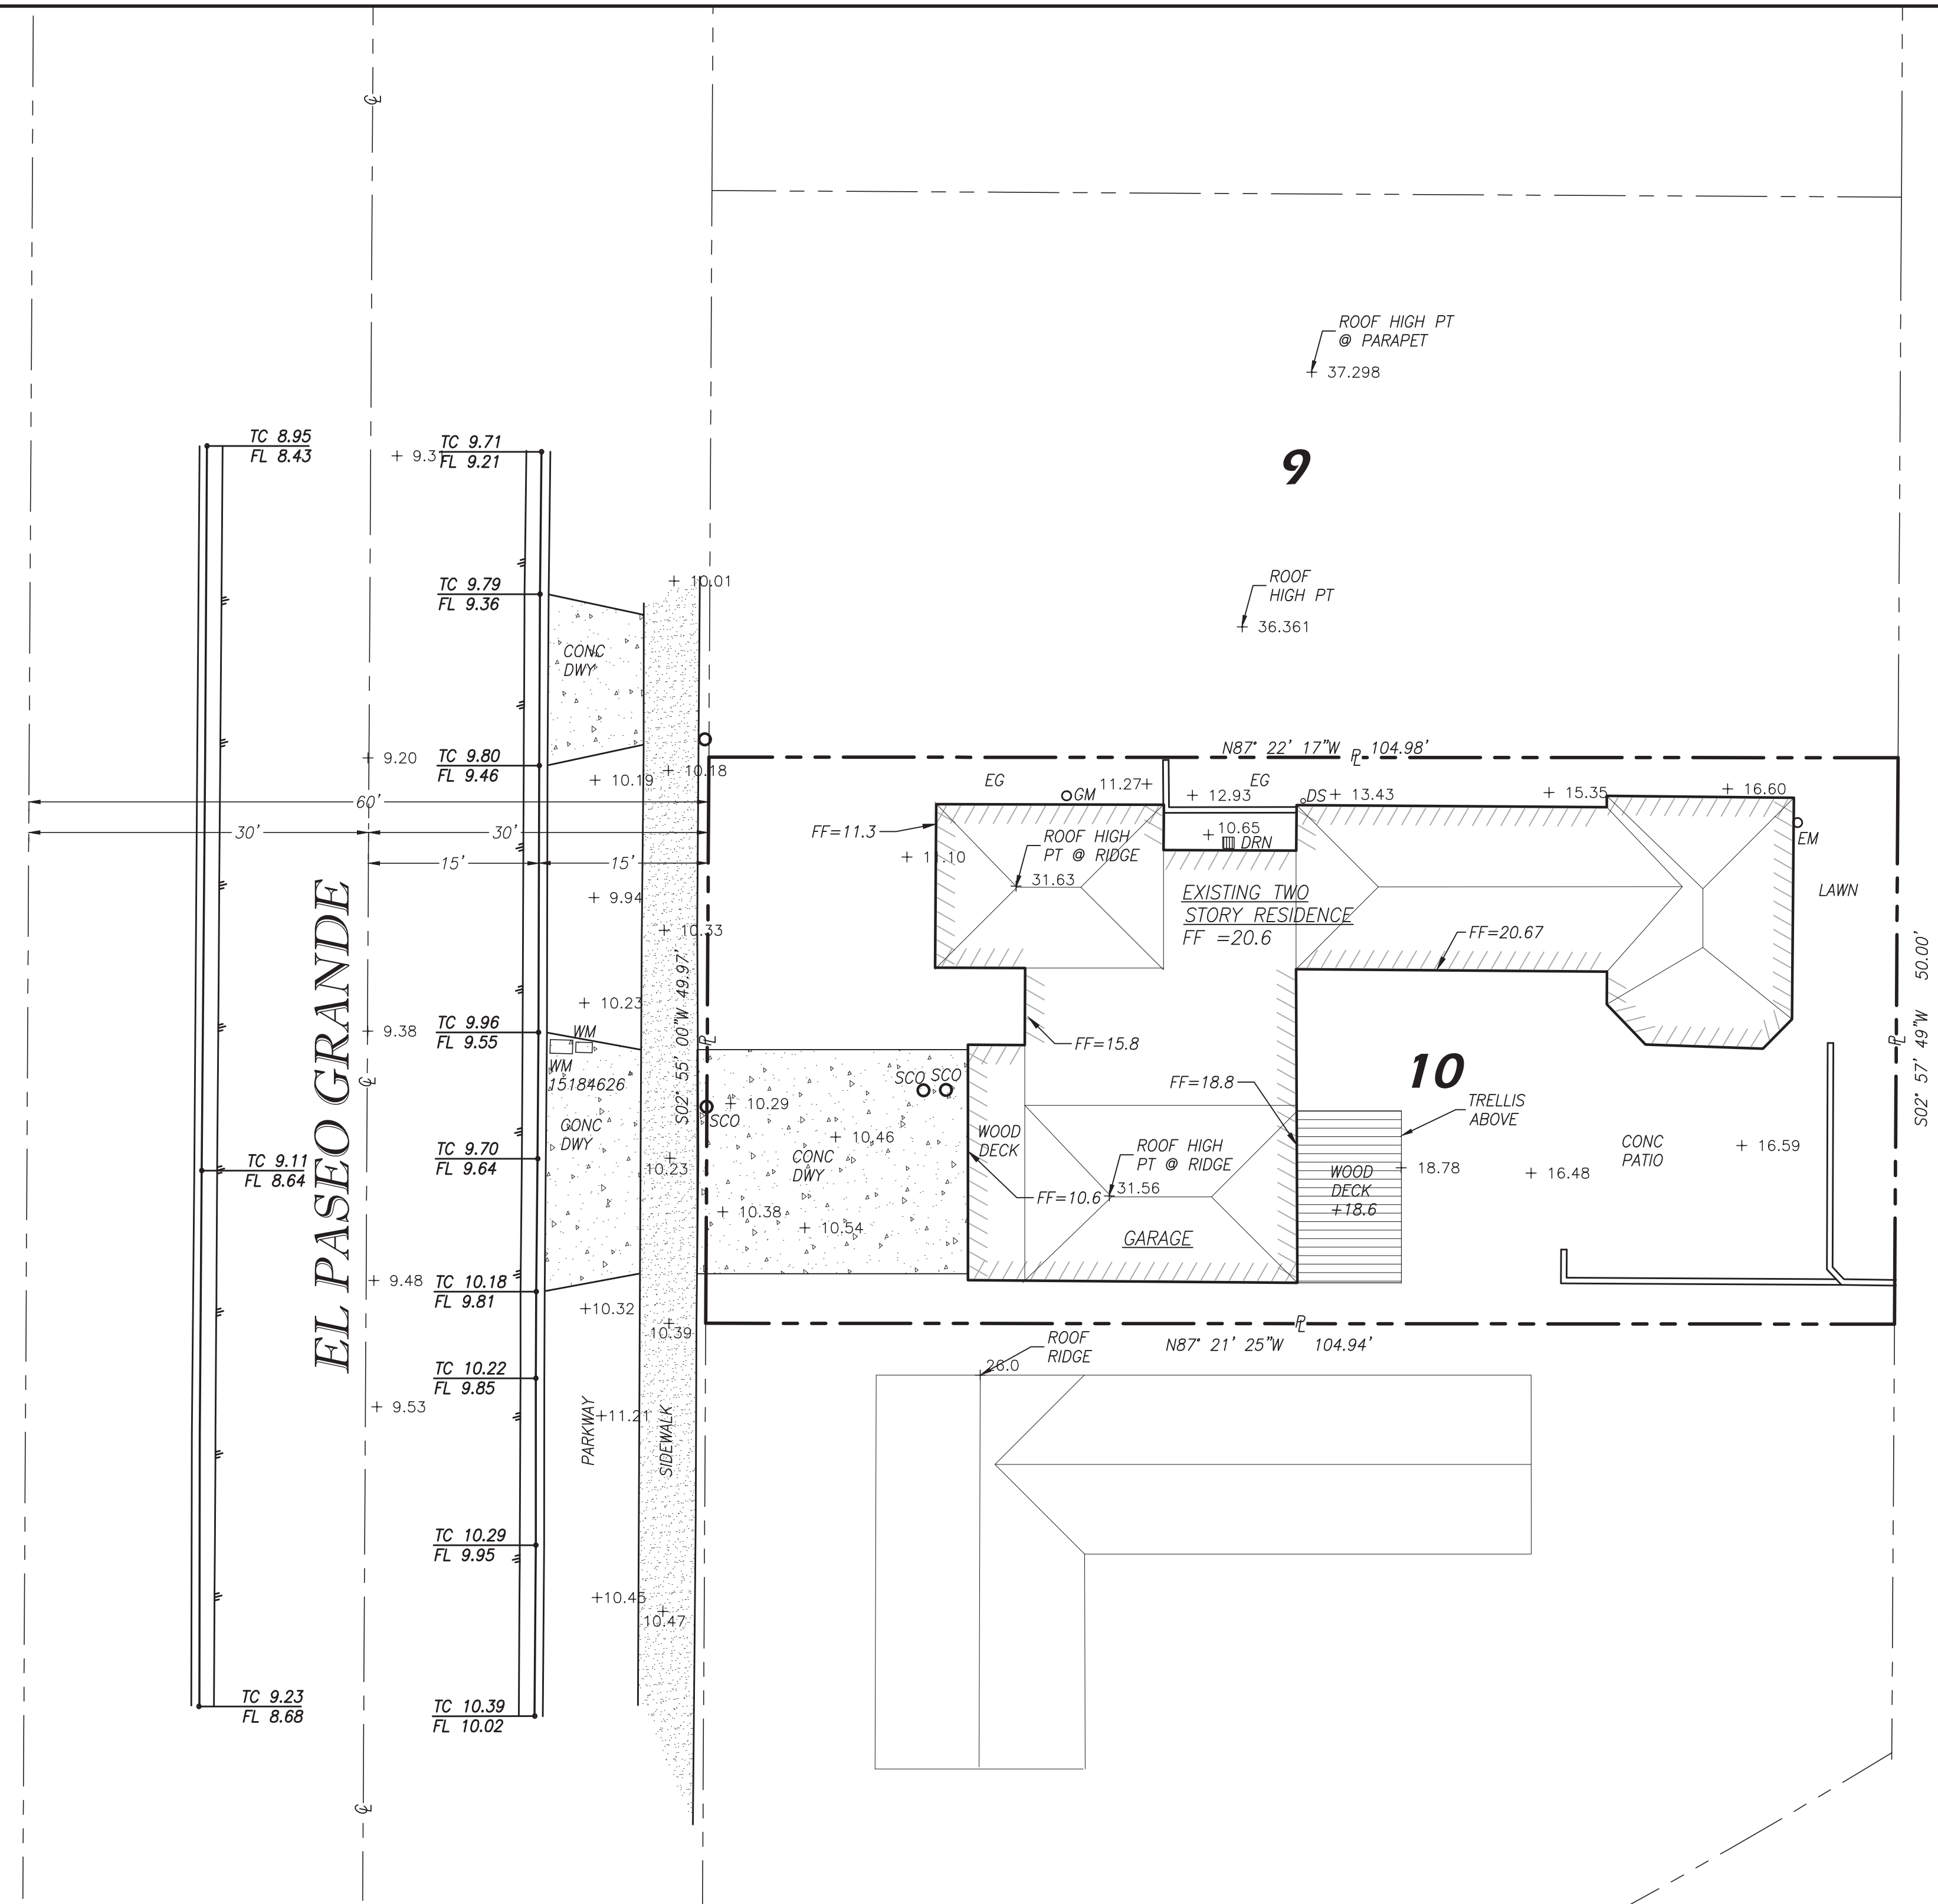 ROOF HIGH PT
@ PARAPET
+ 37.298
TC 8.95
FL 8.43
TC 9.71
FL 9.21
9
ROOF
HIGH PT
+ 36.361
TC 9.79
FL 9.36
+ 10.01
CONC
DWY
+ 9.20
TC 9.80
FL 9.46
+ 10.19
+ 10.18
N87° 22' 17"W
PL
104.98'
60'
30'
30'
15'
15'
EG
GM
11.27+
EG
+ 12.93
DS
+ 13.43
+ 15.35
+ 16.60
EM
LAWN
FF=11.3
+ 11.10
ROOF HIGH
PT @ RIDGE
31.63
+ 10.65
DRN
EXISTING TWO
STORY RESIDENCE
FF =20.6
FF=20.67
+ 9.94
+ 10.33
S02° 55' 00"W 49.97'
PL
EL PASEO GRANDE
+ 9.38
TC 9.96
FL 9.55
+ 10.23
WM
WM
15184626
FF=15.8
10
FF=18.8
TRELLIS
ABOVE
S02° 57' 49"W 50.00'
PL
SCO
SCO
SCO
+ 10.29
+ 10.46
CONC
DWY
CONC
DWY
10.23
TC 9.70
FL 9.64
TC 9.11
FL 8.64
WOOD
DECK
ROOF HIGH
PT @ RIDGE
31.56
FF=10.6
GARAGE
WOOD
DECK
+18.6
+ 18.78
+ 16.48
CONC
PATIO
+ 16.59
+ 10.38
+ 10.54
+ 9.48
TC 10.18
FL 9.81
+10.32
10.39
N87° 21' 25"W
PL
104.94'
ROOF
RIDGE
26.0
TC 10.22
FL 9.85
+ 9.53
+11.21
PARKWAY
SIDEWALK
TC 10.29
FL 9.95
+10.45
10.47
TC 9.23
FL 8.68
TC 10.39
FL 10.02